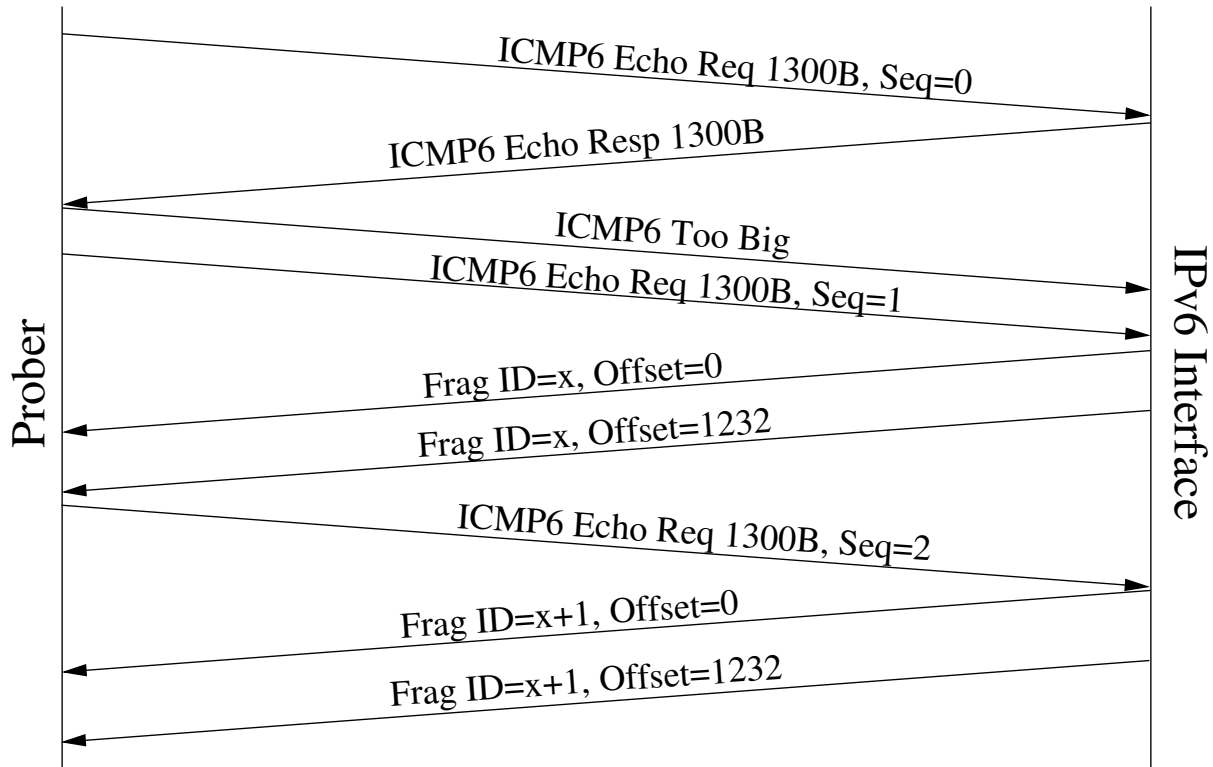 ICMP6 Echo Req 1300B, Seq=0
ICMP6 Echo Resp 1300B
ICMP6 Too Big
ICMP6 Echo Req 1300B, Seq=1
Frag ID=x, Offset=0
Frag ID=x, Offset=1232
ICMP6 Echo Req 1300B, Seq=2
Frag ID=x+1, Offset=0
Frag ID=x+1, Offset=1232
Prober
IPv6 Interface